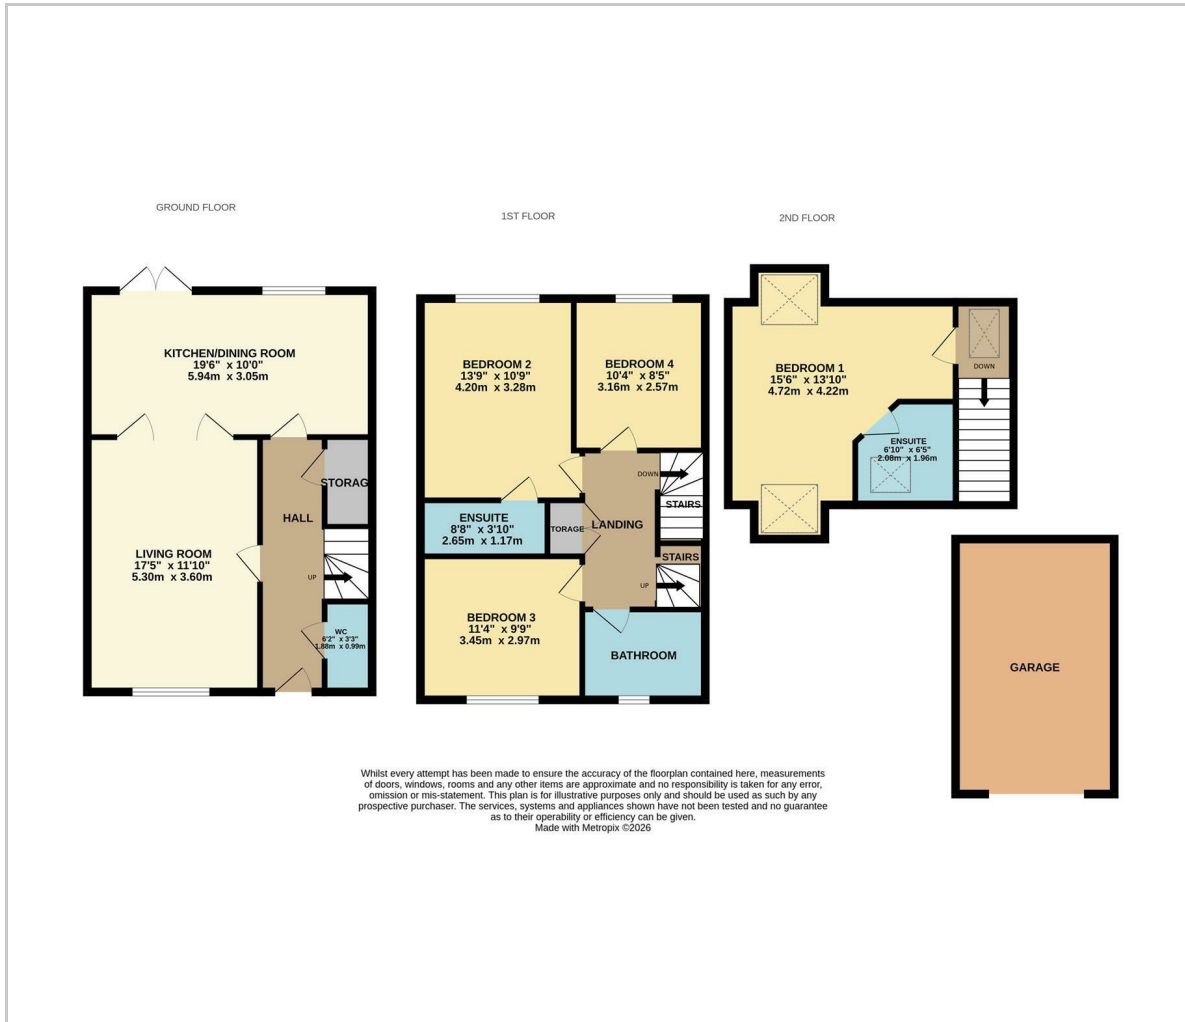 GROUND FLOOR
KITCHEN/DINING ROOM
19'6" x 10'0"
5.94m x 3.05m
STORAG
HALL
LIVING ROOM
17'5" x 11'10"
5.30m x 3.60m
UP
WC
6'2" x 3'3"
1.88m x 0.99m
1ST FLOOR
BEDROOM 2
13'9" x 10'9"
4.20m x 3.28m
BEDROOM 4
10'4" x 8'5"
3.16m x 2.57m
DOWN
STAIRS
ENSUITE
8'8" x 3'10"
2.65m x 1.17m
TORAGE
LANDING
STAIRS
UP
BEDROOM 3
11'4" x 9'9"
3.45m x 2.97m
BATHROOM
2ND FLOOR
BEDROOM 1
15'6" x 13'10"
4.72m x 4.22m
DOWN
ENSUITE
6'10" x 6'5"
2.08m x 1.96m
GARAGE
Whilst every attempt has been made to ensure the accuracy of the floorplan contained here, measurements
of doors, windows, rooms and any other items are approximate and no responsibility is taken for any error,
omission or mis-statement. This plan is for illustrative purposes only and should be used as such by any
prospective purchaser. The services, systems and appliances shown have not been tested and no guarantee
as to their operability or efficiency can be given.
Made with Metropix ©2026